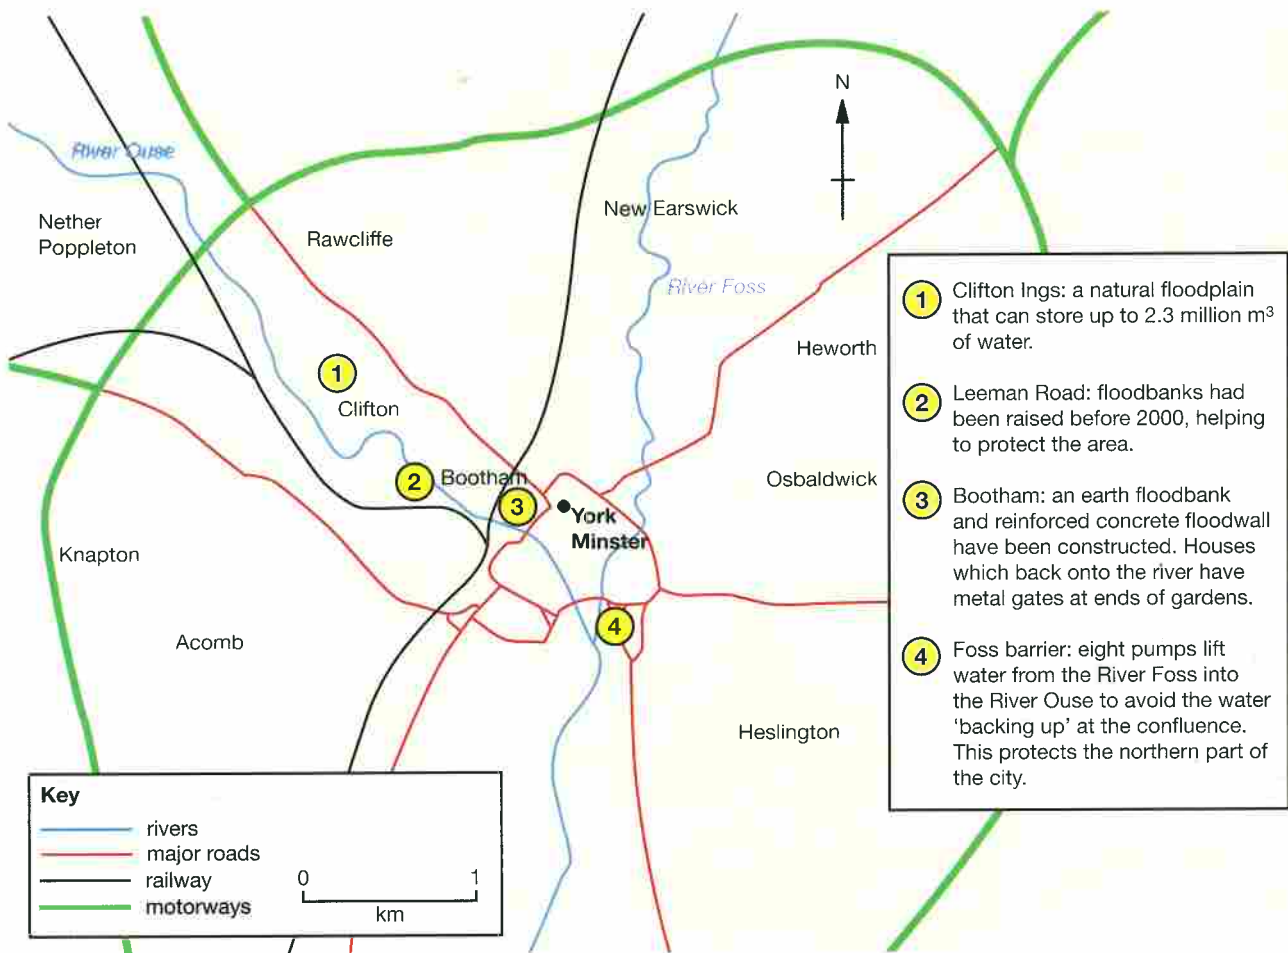 N
River Ouse
Nether
Poppleton
Rawcliffe
New Earswick
River Foss
Heworth
1
Clifton
2
Bootham
3
York
Minster
Osbaldwick
Knapton
Acomb
4
Heslington
1
Clifton Ings: a natural floodplain
that can store up to 2.3 million m³
of water.
2
Leeman Road: floodbanks had
been raised before 2000, helping
to protect the area.
3
Bootham: an earth floodbank
and reinforced concrete floodwall
have been constructed. Houses
which back onto the river have
metal gates at ends of gardens.
4
Foss barrier: eight pumps lift
water from the River Foss into
the River Ouse to avoid the water
‘backing up’ at the confluence.
This protects the northern part of
the city.
Key
rivers
major roads
railway
motorways
0 1
km